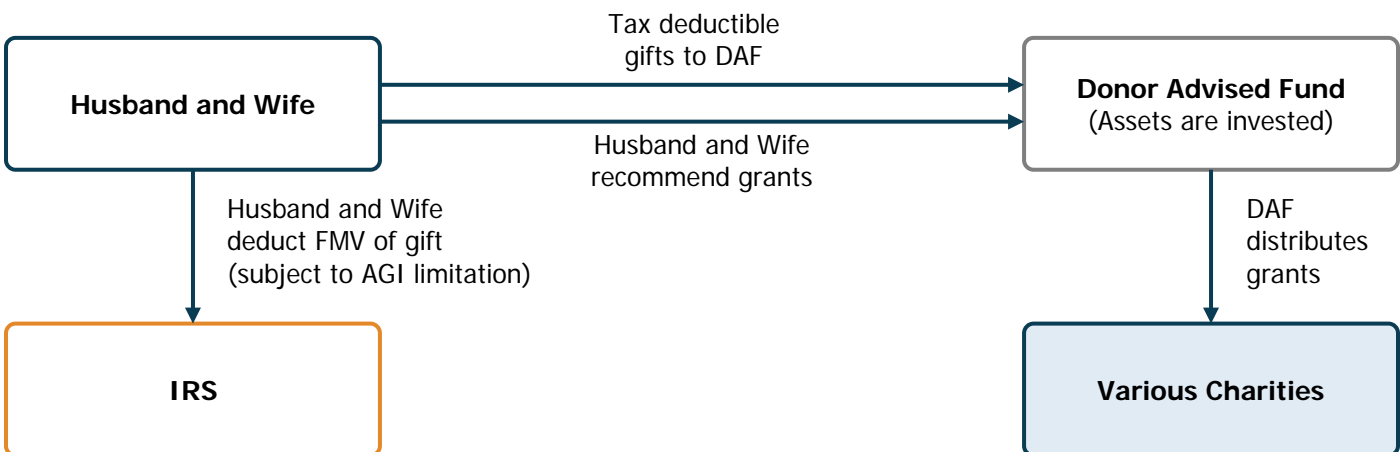 Tax deductible
gifts to DAF
Husband and Wife
Donor Advised Fund
(Assets are invested)
Husband and Wife
recommend grants
Husband and Wife
deduct FMV of gift
(subject to AGI limitation)
DAF
distributes
grants
IRS
Various Charities